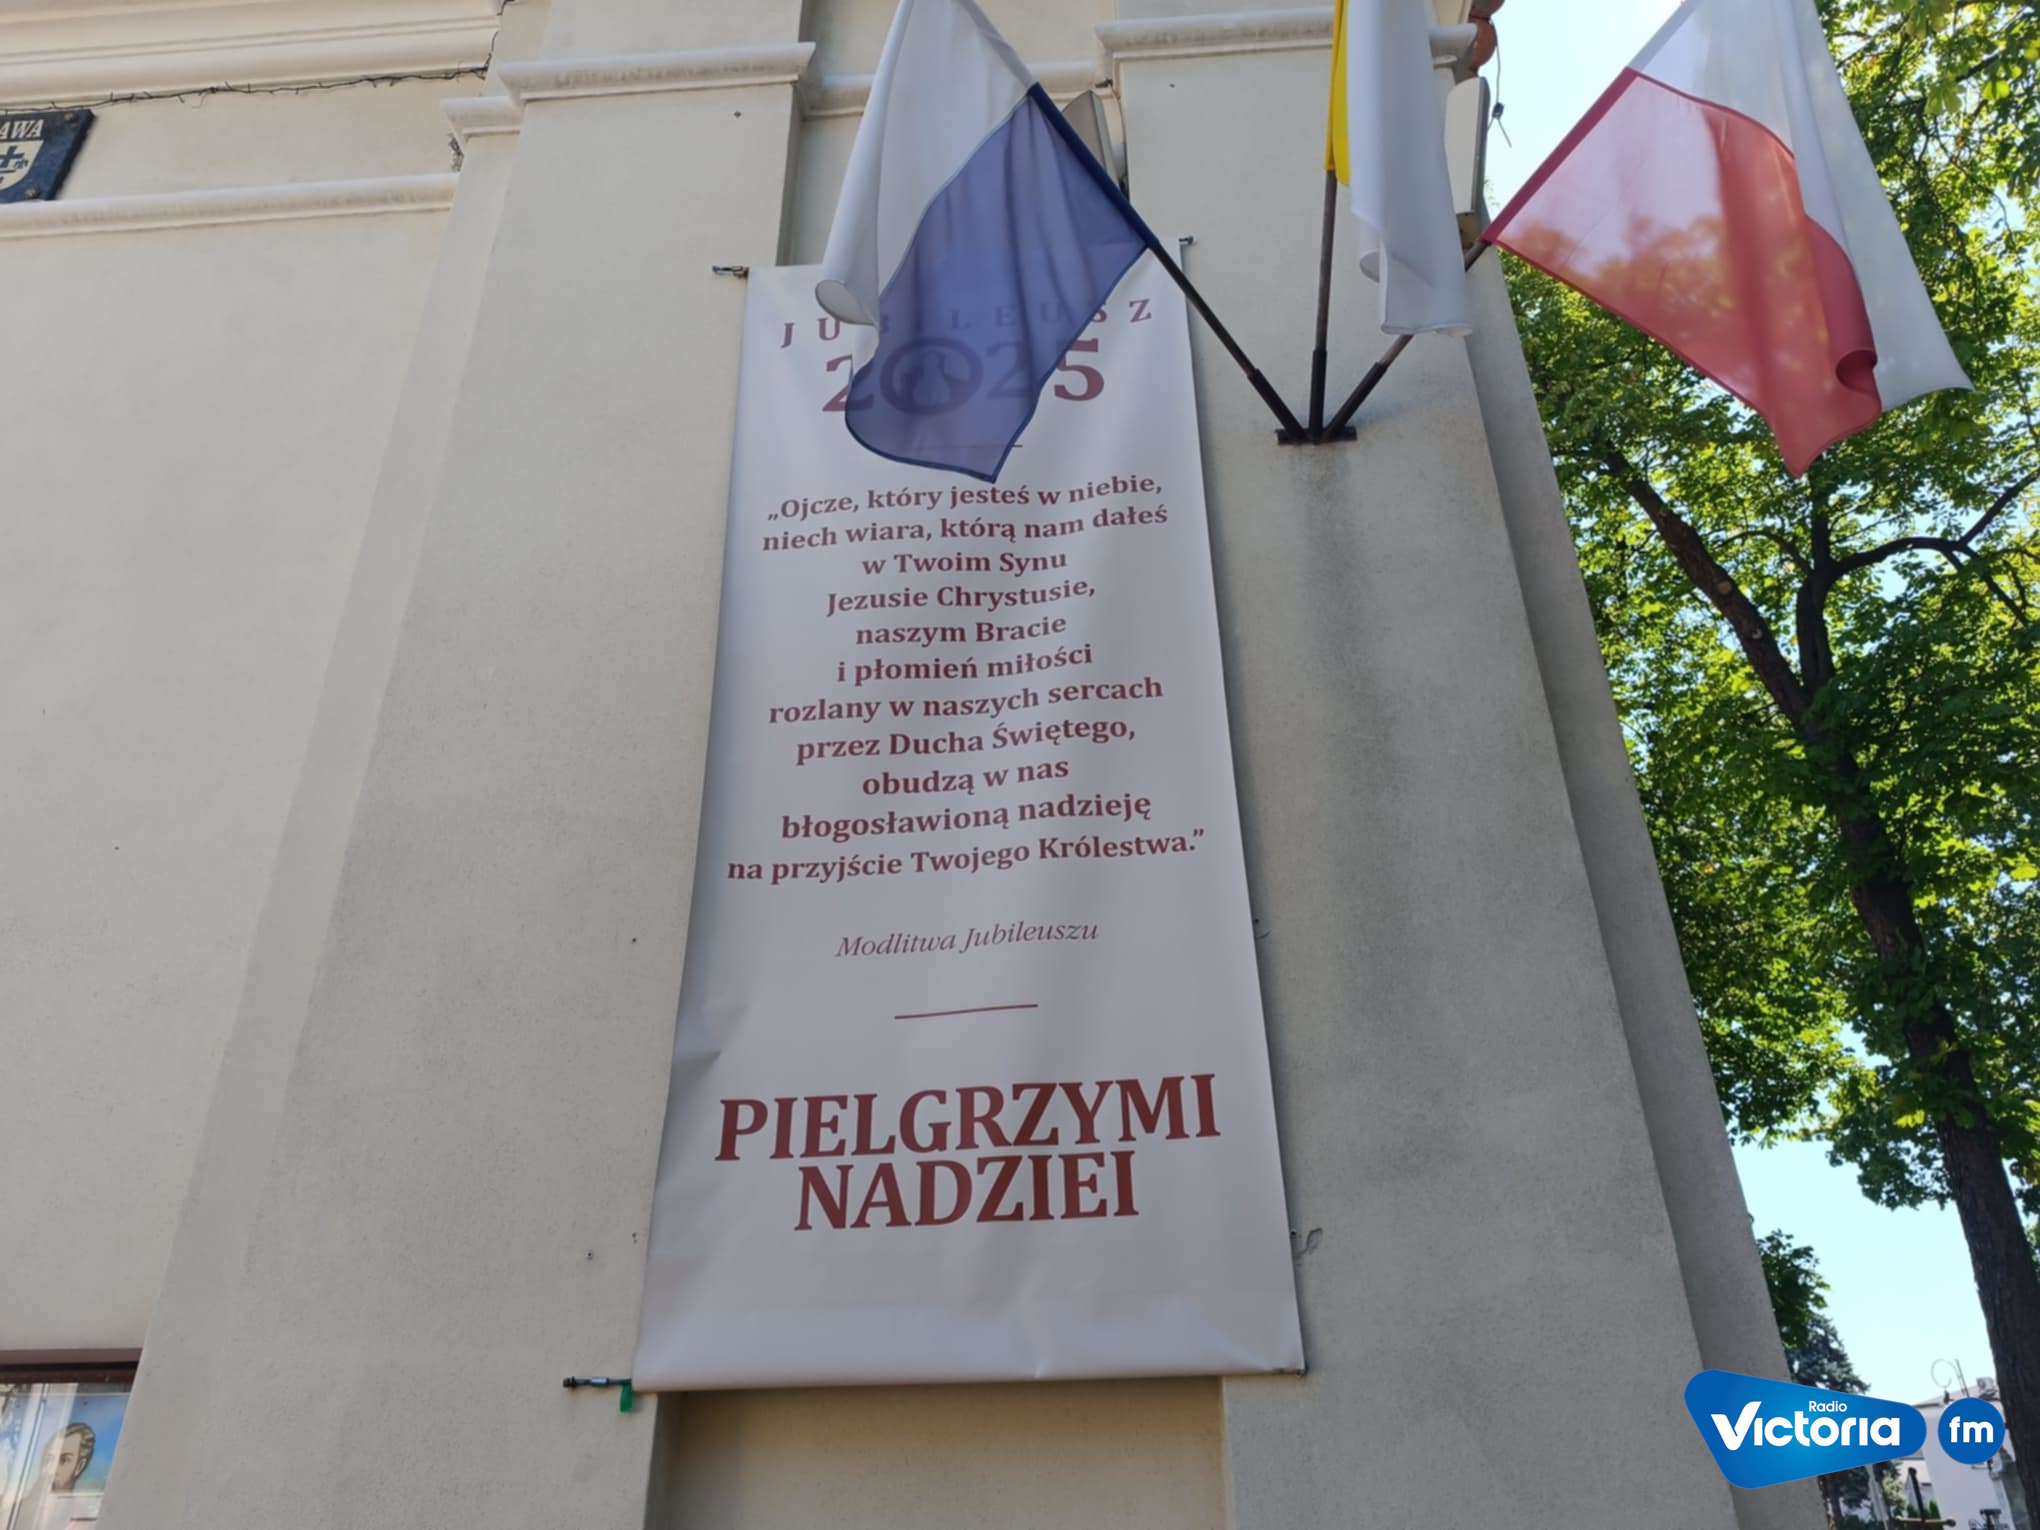 AWA
JUBILEUSZ
2025
„Ojcze, który jesteś w niebie,
niech wiara, którą nam dałeś
w Twoim Synu
Jezusie Chrystusie,
naszym Bracie
i płomień miłości
rozlany w naszych sercach
przez Ducha Świętego,
obudzą w nas
błogosławioną nadzieję
na przyjście Twojego Królestwa.”
Modlitwa Jubileuszu
PIELGRZYMI
NADZIEI
Radio
Victoria fm